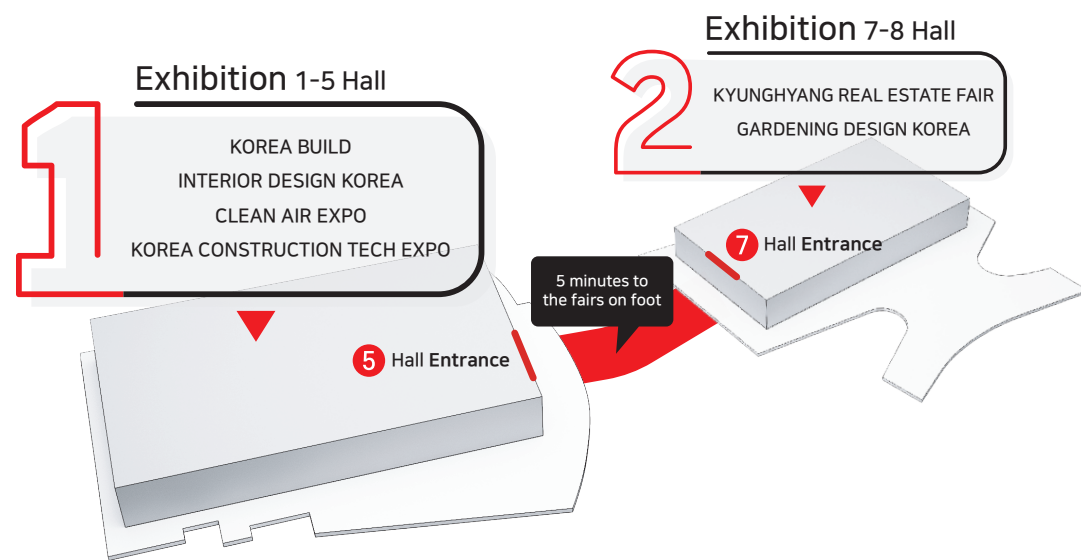 1
Exhibition 1-5 Hall
KOREA BUILD
INTERIOR DESIGN KOREA
CLEAN AIR EXPO
KOREA CONSTRUCTION TECH EXPO
5 Hall Entrance
2
Exhibition 7-8 Hall
KYUNGHYANG REAL ESTATE FAIR
GARDENING DESIGN KOREA
7 Hall Entrance
5 minutes to
the fairs on foot